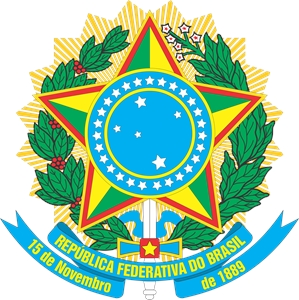 REPÚBLICA FEDERATIVA DO BRASIL
15 de Novembro
de 1889